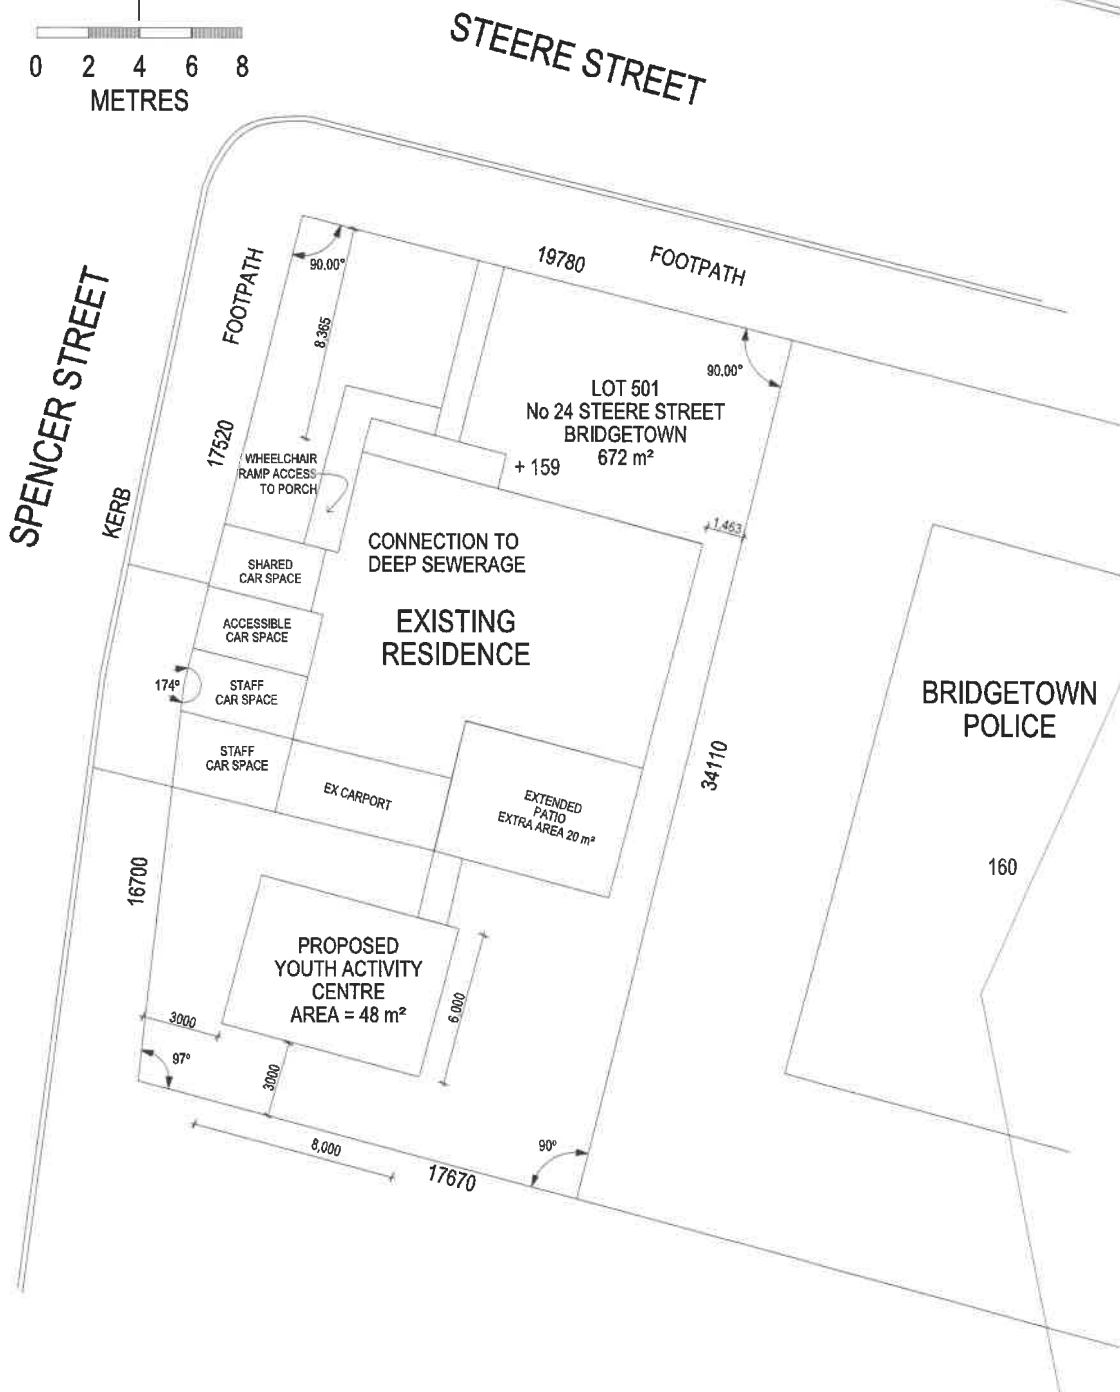 0 2 4 6 8
METRES
STEERE STREET
SPENCER STREET
FOOTPATH
KERB
90.00°
8,365
19780
FOOTPATH
90.00°
LOT 501
No 24 STEERE STREET
BRIDGETOWN
672 m²
+ 159
17520
WHEELCHAIR
RAMP ACCESS
TO PORCH
1,463
CONNECTION TO
DEEP SEWERAGE
EXISTING
RESIDENCE
SHARED
CAR SPACE
ACCESSIBLE
CAR SPACE
174°
STAFF
CAR SPACE
STAFF
CAR SPACE
EX CARPORT
EXTENDED
PATIO
EXTRA AREA 20 m²
34110
BRIDGETOWN
POLICE
160
16700
PROPOSED
YOUTH ACTIVITY
CENTRE
AREA = 48 m²
6,000
3000
97°
3000
8,000
90°
17670